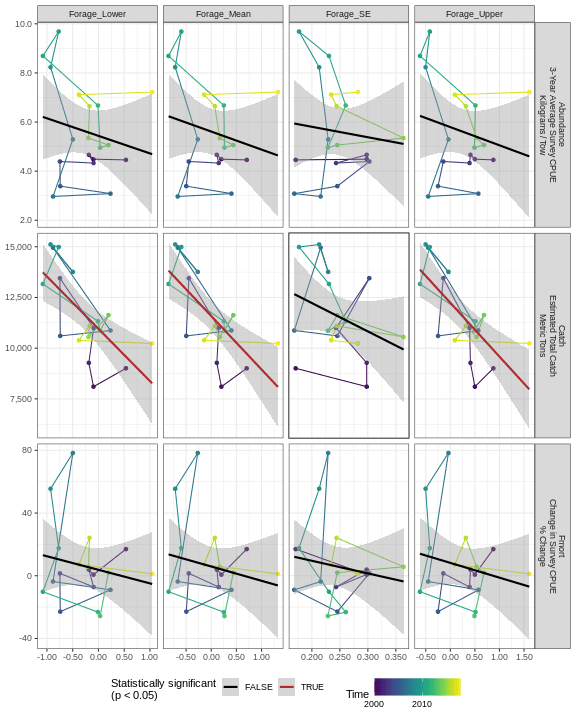 Forage_Lower Forage_Mean Forage_SE Forage_Upper
10.0
8.0
6.0
4.0
2.0
Abundance
3-Year Average Survey CPUE
Kilograms / Tow
15,000
12,500
10,000
7,500
Catch
Estimated Total Catch
Metric Tons
80
40
0
-40
Fmort
Change in Survey CPUE
% Change
-1.00 -0.50 0.00 0.50 1.00 -0.50 0.00 0.50 1.00 0.200 0.250 0.300 0.350 -0.50 0.00 0.50 1.00 1.50
Statistically significant
(p < 0.05)
FALSE TRUE
Time
2000 2010